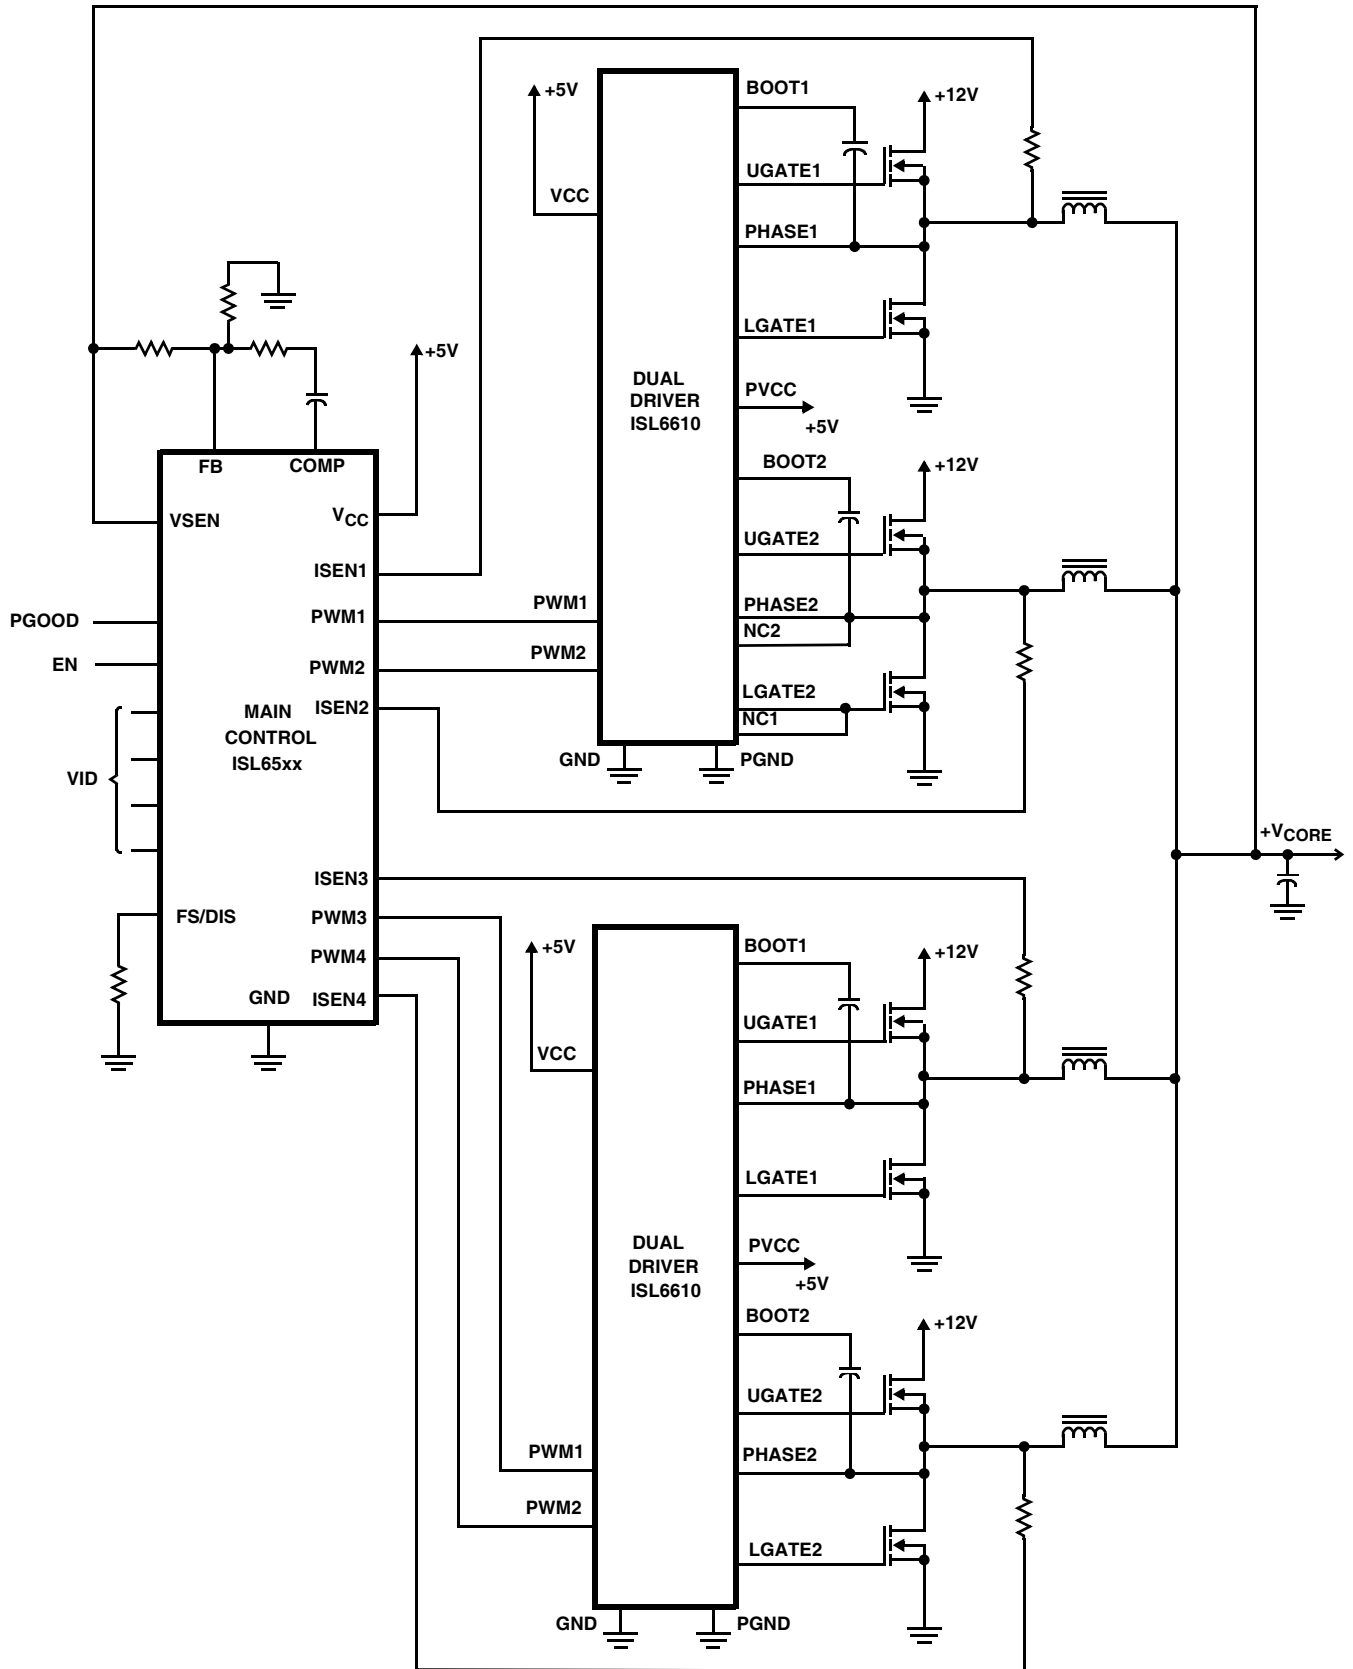 +5V
BOOT1
+12V
UGATE1
VCC
PHASE1
LGATE1
+5V
DUAL
DRIVER
ISL6610
PVCC
+5V
BOOT2
+12V
UGATE2
PHASE2
NC2
LGATE2
NC1
GND
PGND
PWM1
PWM2
FB
COMP
VSEN
VCC
ISEN1
PGOOD
PWM1
EN
PWM2
ISEN2
MAIN
CONTROL
ISL65xx
VID
+VCORE
ISEN3
FS/DIS
PWM3
PWM4
GND
ISEN4
+5V
BOOT1
+12V
UGATE1
VCC
PHASE1
LGATE1
DUAL
DRIVER
ISL6610
PVCC
+5V
BOOT2
+12V
UGATE2
PWM1
PHASE2
PWM2
LGATE2
GND
PGND